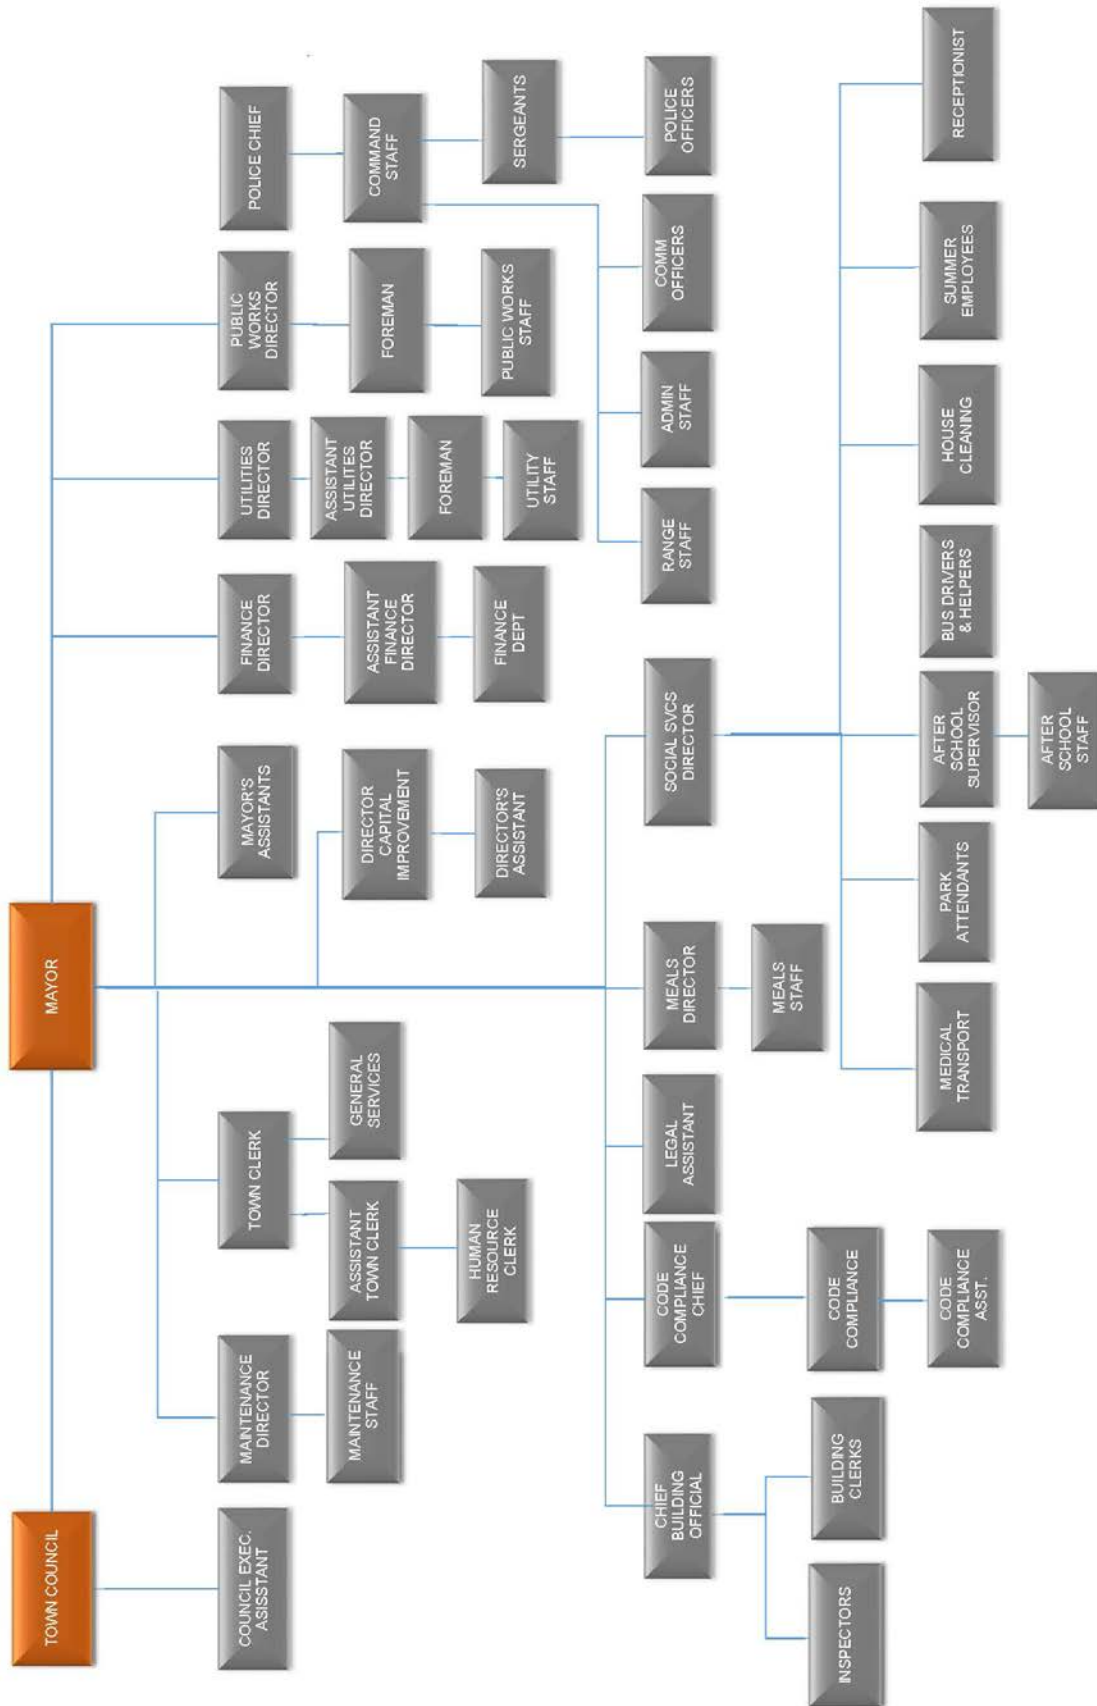 TOWN COUNCIL
MAYOR
COUNCIL EXEC.
ASISSTANT
MAINTENANCE
DIRECTOR
TOWN CLERK
MAYOR'S
ASSISTANTS
FINANCE
DIRECTOR
UTILITIES
DIRECTOR
PUBLIC
WORKS
DIRECTOR
POLICE CHIEF
MAINTENANCE
STAFF
ASSISTANT
TOWN CLERK
GENERAL
SERVICES
DIRECTOR
CAPITAL
IMPROVEMENT
ASSISTANT
FINANCE
DIRECTOR
ASSISTANT
UTILITES
DIRECTOR
FOREMAN
COMMAND
STAFF
HUMAN
RESOURCE
CLERK
DIRECTOR'S
ASSISTANT
FINANCE
DEPT
FOREMAN
UTILITY
STAFF
PUBLIC WORKS
STAFF
SERGEANTS
CHIEF
BUILDING
OFFICIAL
CODE
COMPLIANCE
CHIEF
LEGAL
ASSISTANT
MEALS
DIRECTOR
SOCIAL SVCS
DIRECTOR
RANGE
STAFF
ADMIN
STAFF
COMM
OFFICERS
POLICE
OFFICERS
INSPECTORS
BUILDING
CLERKS
CODE
COMPLIANCE
MEALS
STAFF
CODE
COMPLIANCE
ASST.
MEDICAL
TRANSPORT
PARK
ATTENDANTS
AFTER
SCHOOL
SUPERVISOR
BUS DRIVERS
& HELPERS
HOUSE
CLEANING
SUMMER
EMPLOYEES
RECEPTIONIST
AFTER
SCHOOL
STAFF